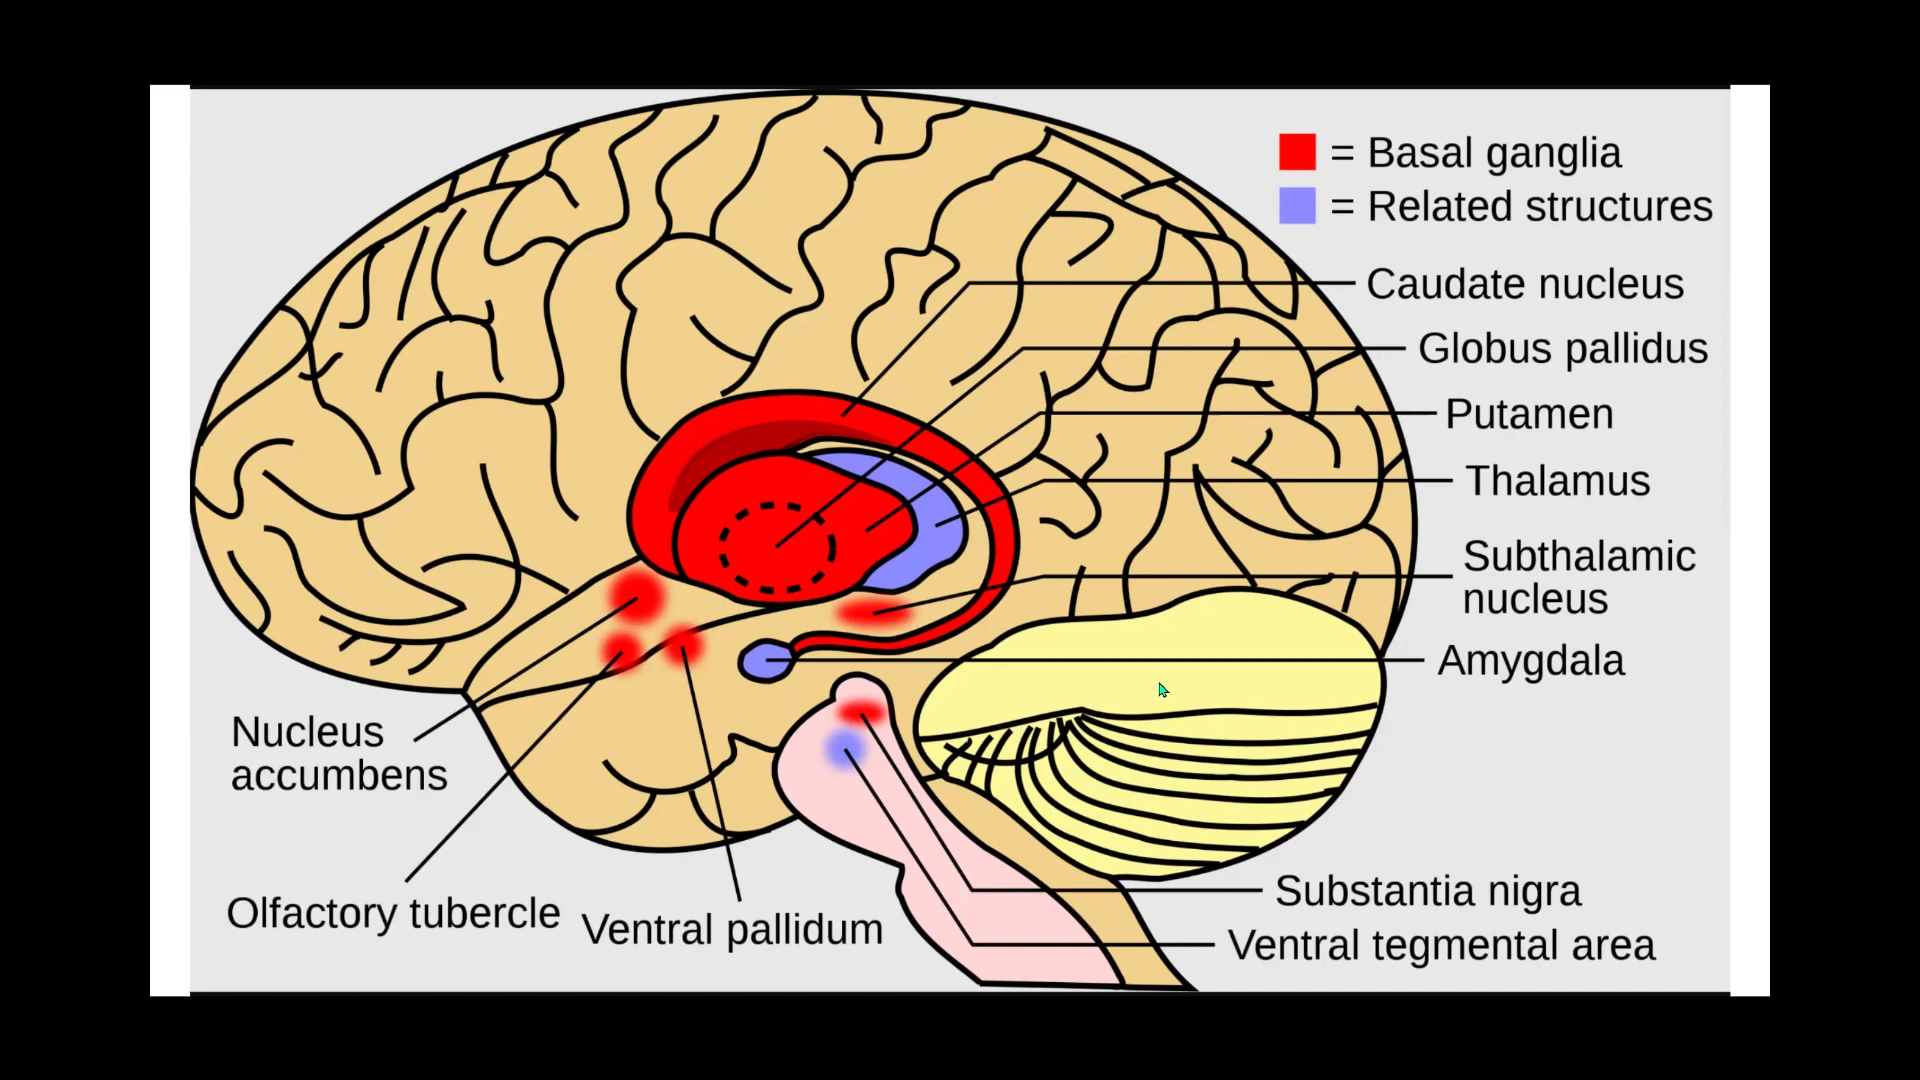 = Basal ganglia
= Related structures
Caudate nucleus
Globus pallidus
Putamen
Thalamus
Subthalamic
nucleus
Amygdala
Nucleus
accumbens
Olfactory tubercle
Ventral pallidum
Substantia nigra
Ventral tegmental area